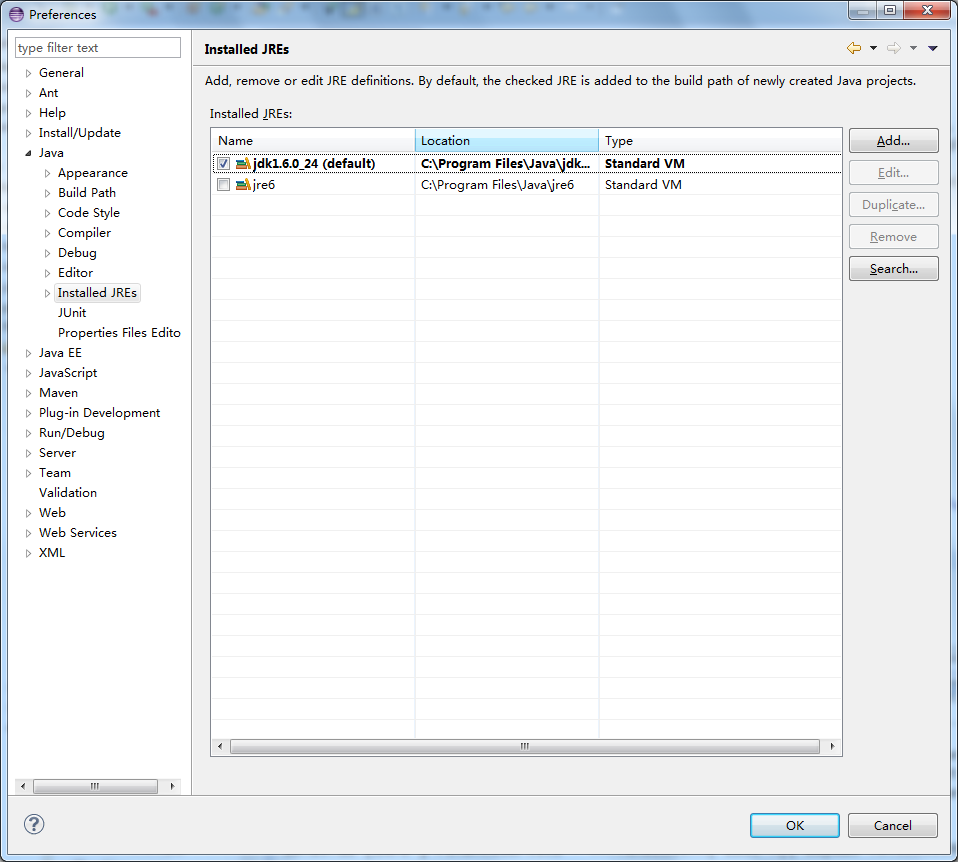 Preferences
type filter text
General
Ant
Help
Install/Update
Java
Appearance
Build Path
Code Style
Compiler
Debug
Editor
Installed JREs
JUnit
Properties Files Edito
Java EE
JavaScript
Maven
Plug-in Development
Run/Debug
Server
Team
Validation
Web
Web Services
XML
Installed JREs
Add, remove or edit JRE definitions. By default, the checked JRE is added to the build path of newly created Java projects.
Installed JREs:
Name Location Type
jdk1.6.0_24 (default) C:\Program Files\Java\jdk... Standard VM
jre6 C:\Program Files\Java\jre6 Standard VM
Add...
Edit...
Duplicate...
Remove
Search...
OK Cancel